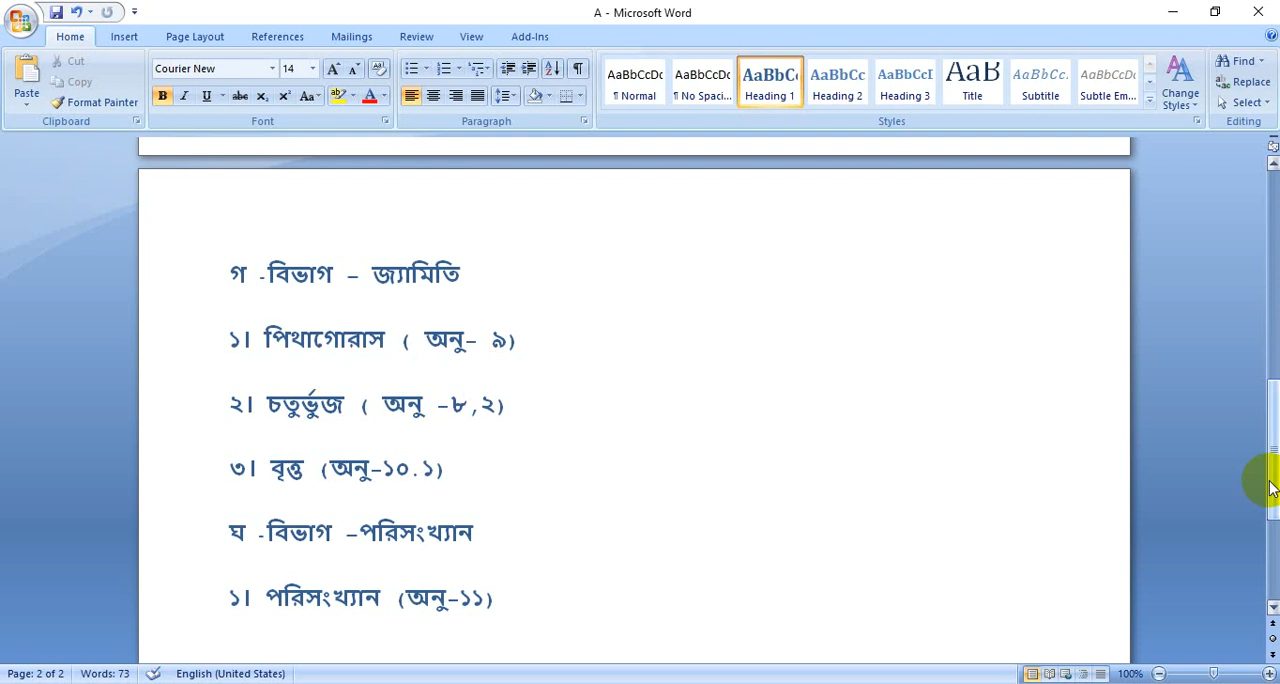 A - Microsoft Word
Home Insert Page Layout References Mailings Review View Add-Ins
Paste Cut Copy Format Painter Clipboard
Courier New 14 Font
Paragraph
AaBbCcDc ¶ Normal
AaBbCcDc ¶ No Spaci...
AaBbC Heading 1
AaBbCc Heading 2
AaBbCcI Heading 3
AaB Title
AaBbCc. Subtitle
AaBbCcDc Subtle Em...
Change Styles
Styles
Find
Replace
Select
Editing
গ -বিভাগ – জ্যামিতি
১। পিথাগোরাস ( অনু– ৯)
২। চতুর্ভুজ ( অনু –৮,২)
৩। বৃত্ত (অনু–১০.১)
ঘ -বিভাগ –পরিসংখ্যান
১। পরিসংখ্যান (অনু–১১)
Page: 2 of 2 Words: 73 English (United States) 100%